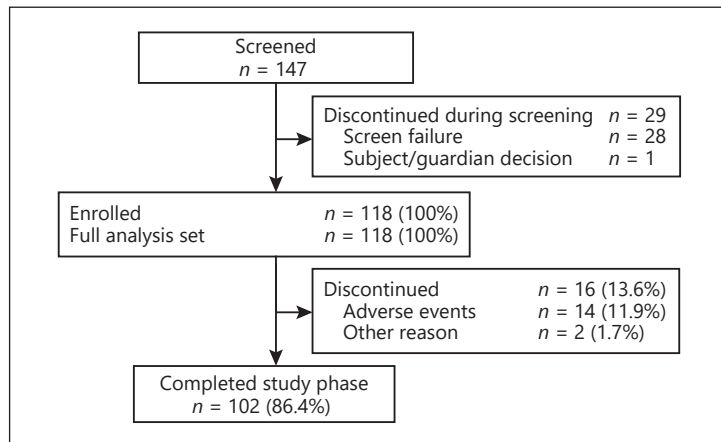 Screened
n = 147
Discontinued during screening n = 29
Screen failure n = 28
Subject/guardian decision n = 1
Enrolled n = 118 (100%)
Full analysis set n = 118 (100%)
Discontinued n = 16 (13.6%)
Adverse events n = 14 (11.9%)
Other reason n = 2 (1.7%)
Completed study phase
n = 102 (86.4%)